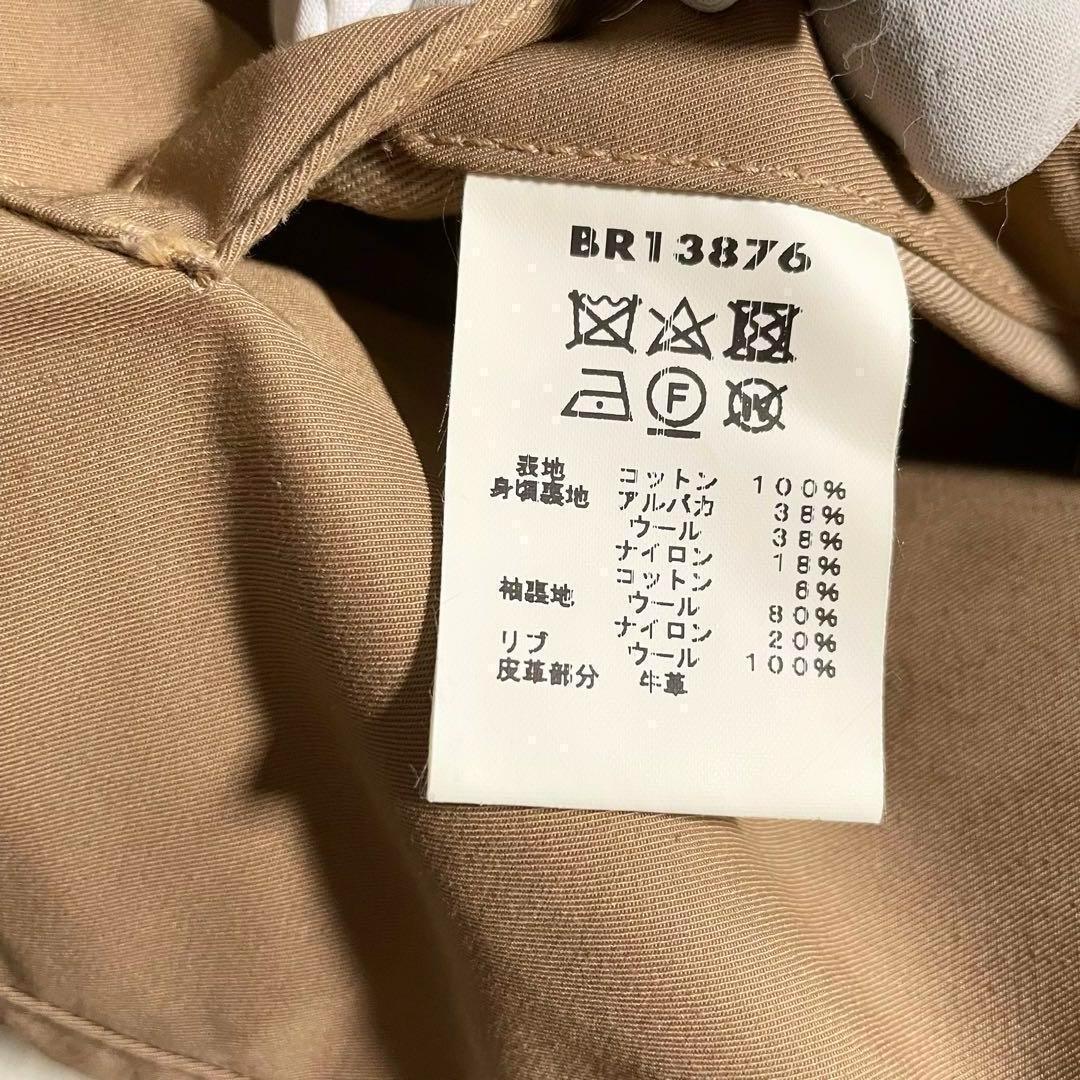 BR13876
F
表地 コットン 100%
身頃裏地 アルパカ 38%
ウール 38%
ナイロン 18%
コットン 6%
袖裏地 ウール 80%
ナイロン 20%
リブ ウール 100%
皮革部分 牛革